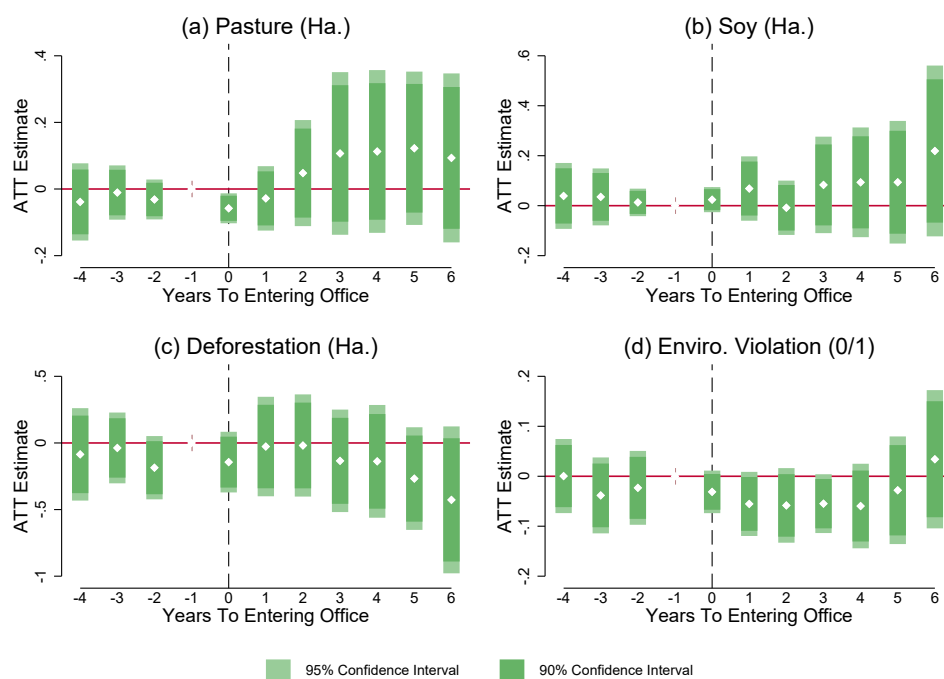 (a) Pasture (Ha.)
ATT Estimate
.4
.2
0
-.2
-4 -3 -2 -1 0 1 2 3 4 5 6
Years To Entering Office
(b) Soy (Ha.)
ATT Estimate
.6
.4
.2
0
-.2
-4 -3 -2 -1 0 1 2 3 4 5 6
Years To Entering Office
(c) Deforestation (Ha.)
ATT Estimate
.5
0
-.5
-1
-4 -3 -2 -1 0 1 2 3 4 5 6
Years To Entering Office
(d) Enviro. Violation (0/1)
ATT Estimate
.2
.1
0
-.1
-.2
-4 -3 -2 -1 0 1 2 3 4 5 6
Years To Entering Office
95% Confidence Interval
90% Confidence Interval